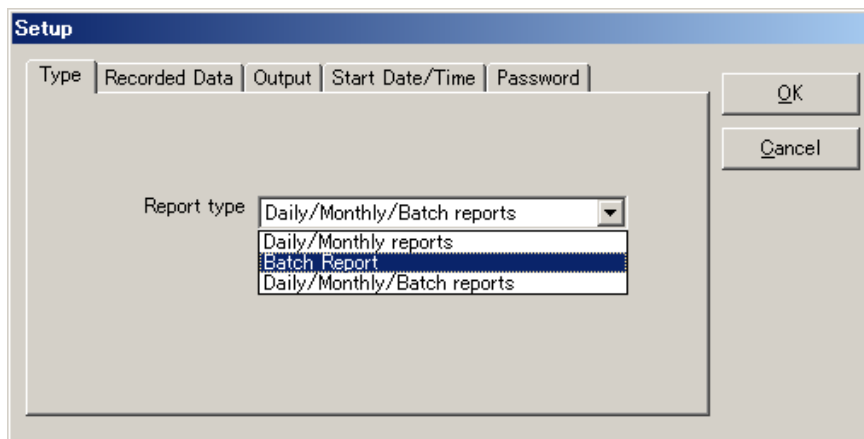 Setup
Type Recorded Data Output Start Date/Time Password
OK
Cancel
Report type Daily/Monthly/Batch reports
Daily/Monthly reports
Batch Report
Daily/Monthly/Batch reports